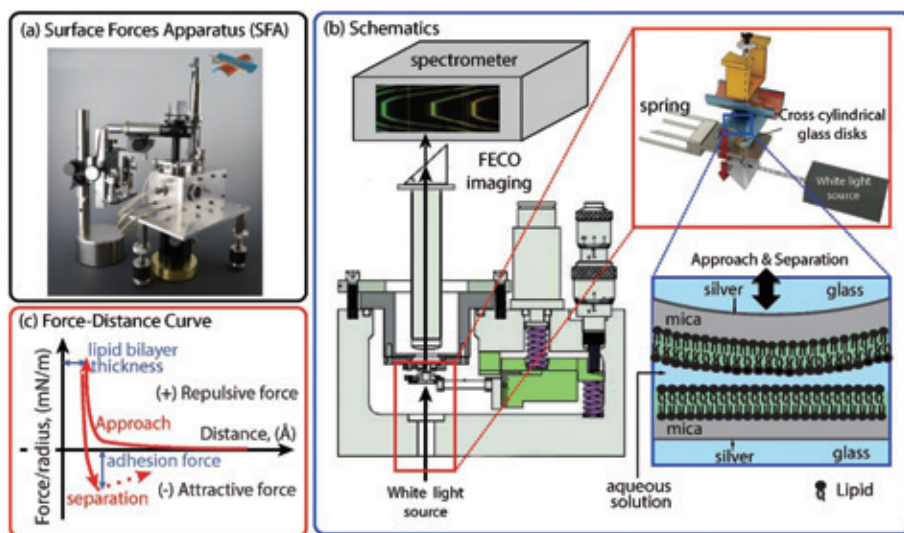 (a) Surface Forces Apparatus (SFA)
(b) Schematics
spectrometer
FECO
imaging
White light
source
spring
Cross cylindrical
glass disks
White light
source
Approach & Separation
silver
glass
mica
mica
silver
glass
aqueous
solution
Lipid
(c) Force-Distance Curve
Force/radius, (mN/m)
lipid bilayer
thickness
(+) Repulsive force
Approach
Distance, (Å)
adhesion force
(-) Attractive force
separation